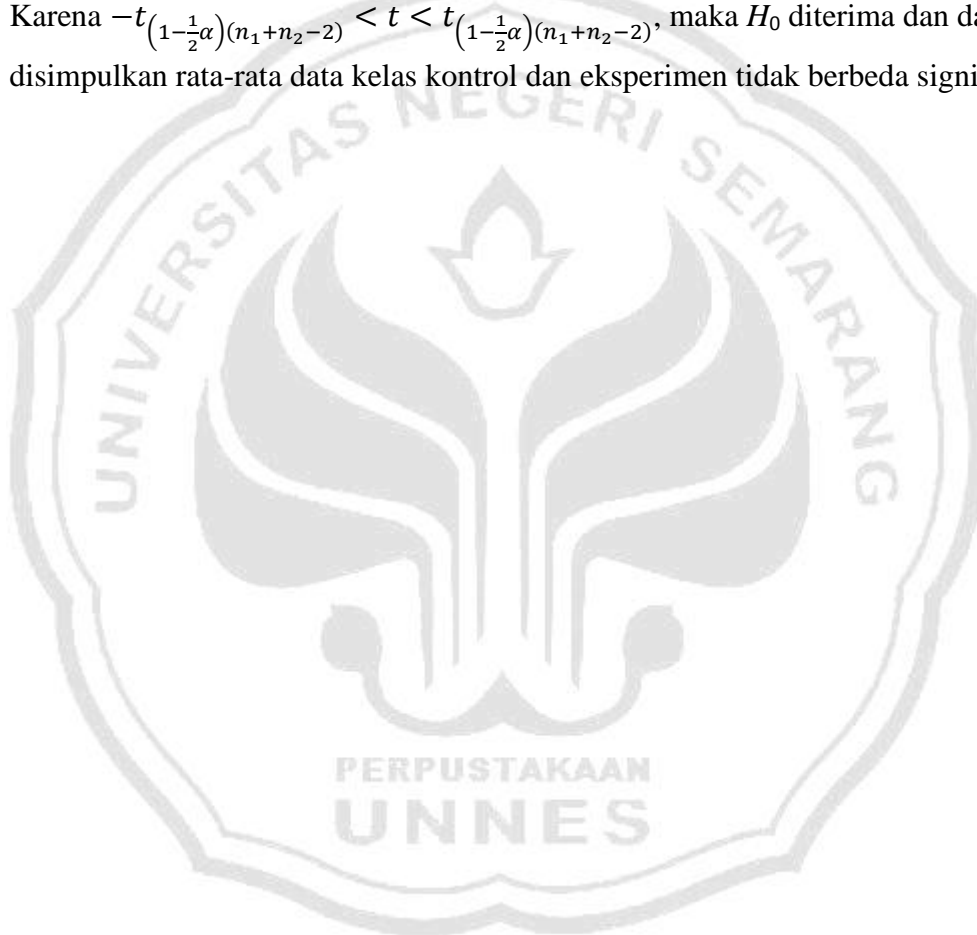 Karena −t₍₁₋½α₎₍n₁+n₂−2₎ < t < t₍₁₋½α₎₍n₁+n₂−2₎, maka H₀ diterima dan da
disimpulkan rata-rata data kelas kontrol dan eksperimen tidak berbeda signi
UNIVERSITAS NEGERI SEMARANG
PERPUSTAKAAN
UNNES